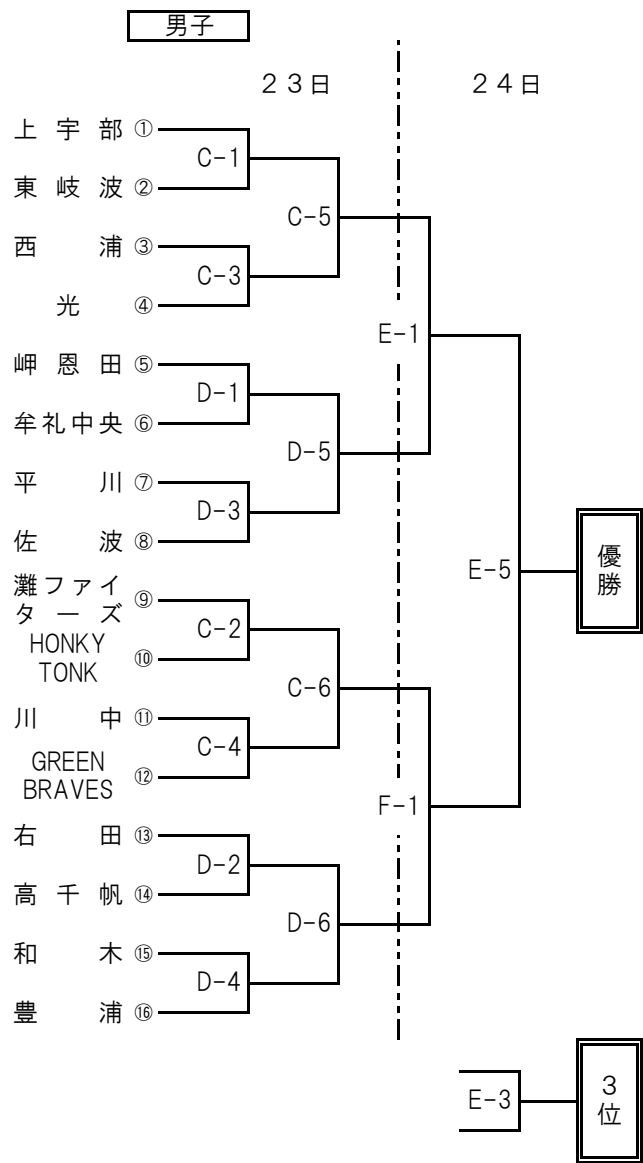 男子
２３日　２４日
上宇部 ①
C-1
東岐波 ②
C-5
西浦 ③
C-3
光 ④
E-1
岬恩田 ⑤
D-1
牟礼中央 ⑥
D-5
平川 ⑦
D-3
佐波 ⑧
E-5
優勝
灘ファイターズ ⑨
C-2
HONKY
TONK ⑩
C-6
川中 ⑪
C-4
GREEN
BRAVES ⑫
F-1
右田 ⑬
D-2
高千帆 ⑭
D-6
和木 ⑮
D-4
豊浦 ⑯
E-3
３位